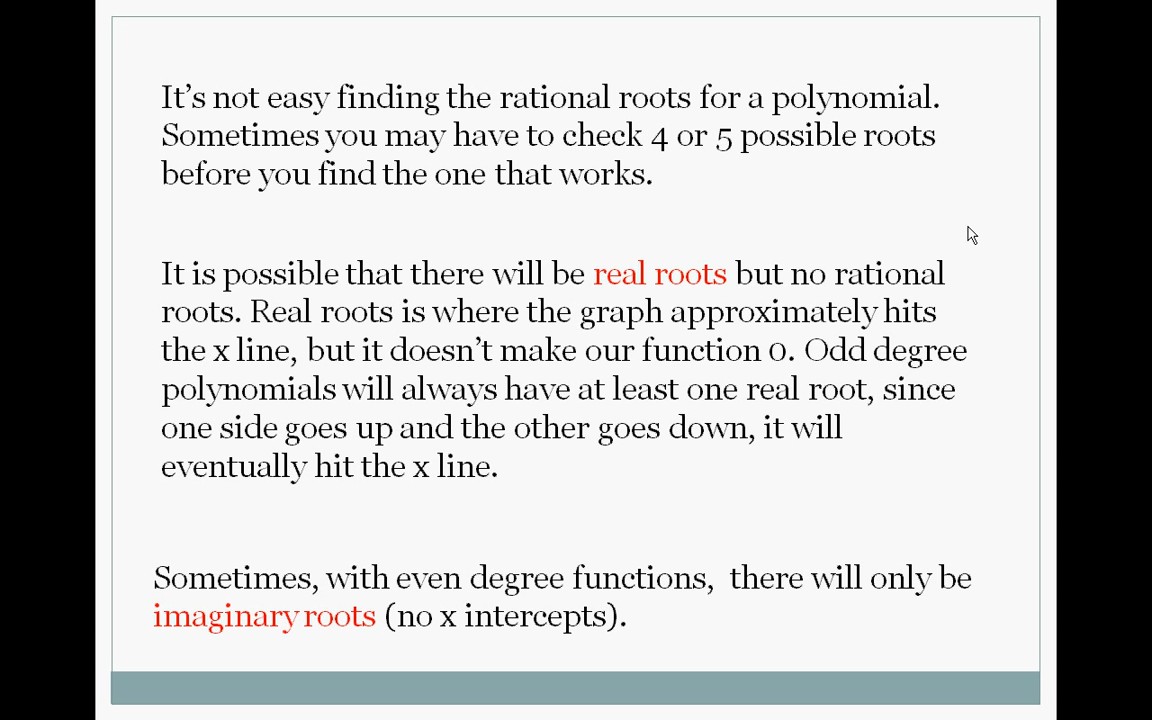 It's not easy finding the rational roots for a polynomial.
Sometimes you may have to check 4 or 5 possible roots
before you find the one that works.
It is possible that there will be real roots but no rational
roots. Real roots is where the graph approximately hits
the x line, but it doesn't make our function 0. Odd degree
polynomials will always have at least one real root, since
one side goes up and the other goes down, it will
eventually hit the x line.
Sometimes, with even degree functions,  there will only be
imaginary roots (no x intercepts).